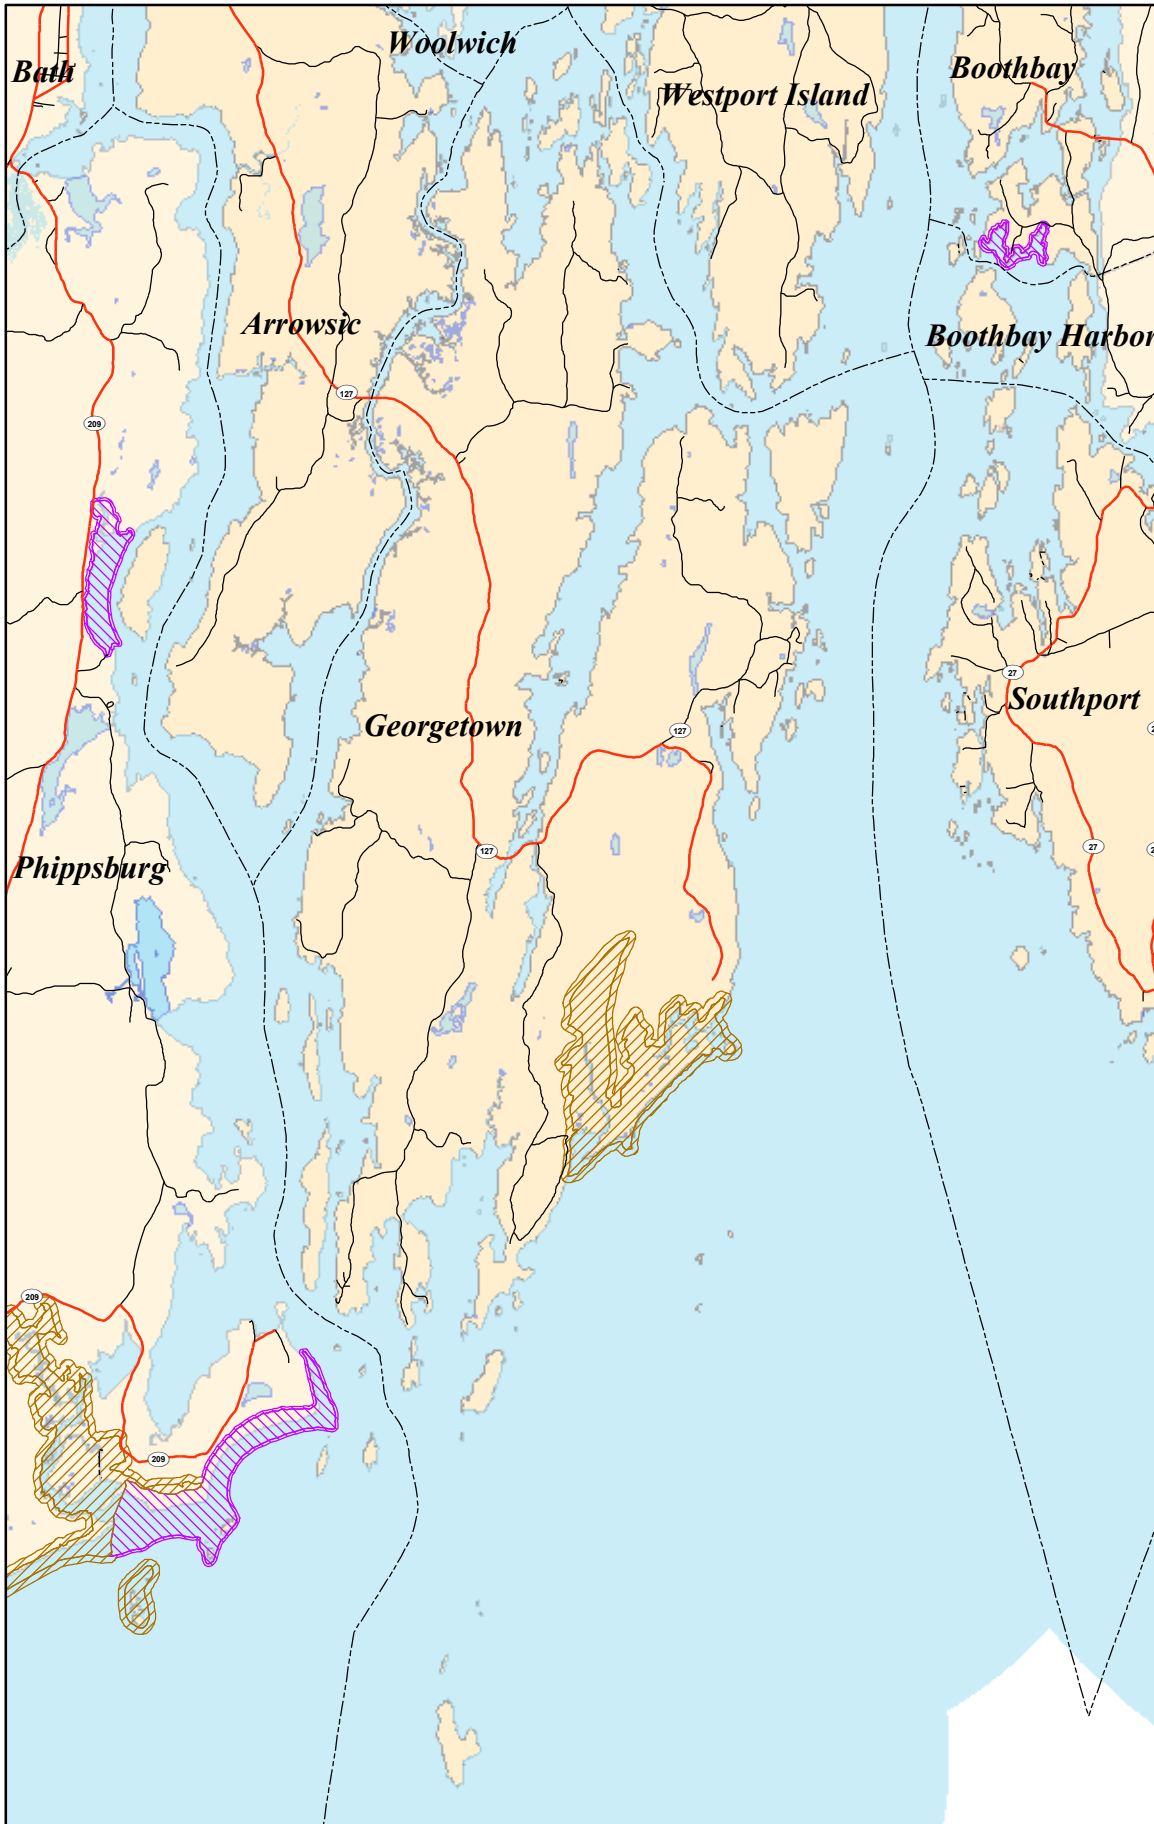 Woolwich
Bath
Boothbay
Westport Island
Arrowsic
Boothbay Harbor
127
209
27
Southport
Georgetown
127
127
27
Phippsburg
209
209